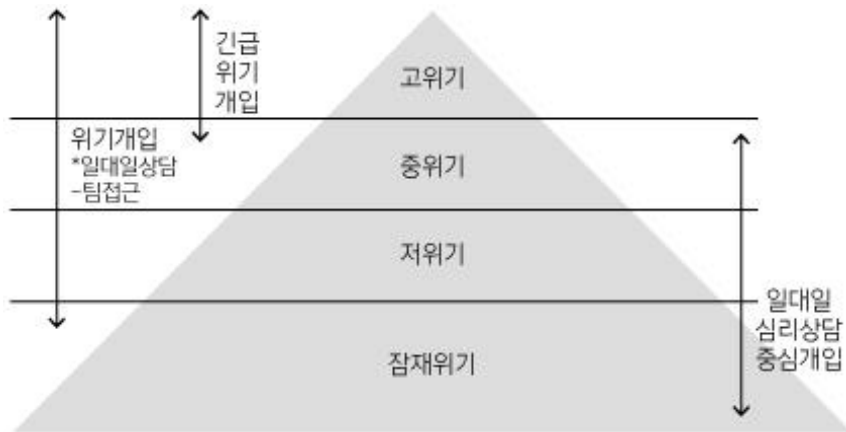 긴급
위기
개입
고위기
위기개입
*일대일상담
-팀접근
중위기
저위기
일대일
심리상담
중심개입
잠재위기